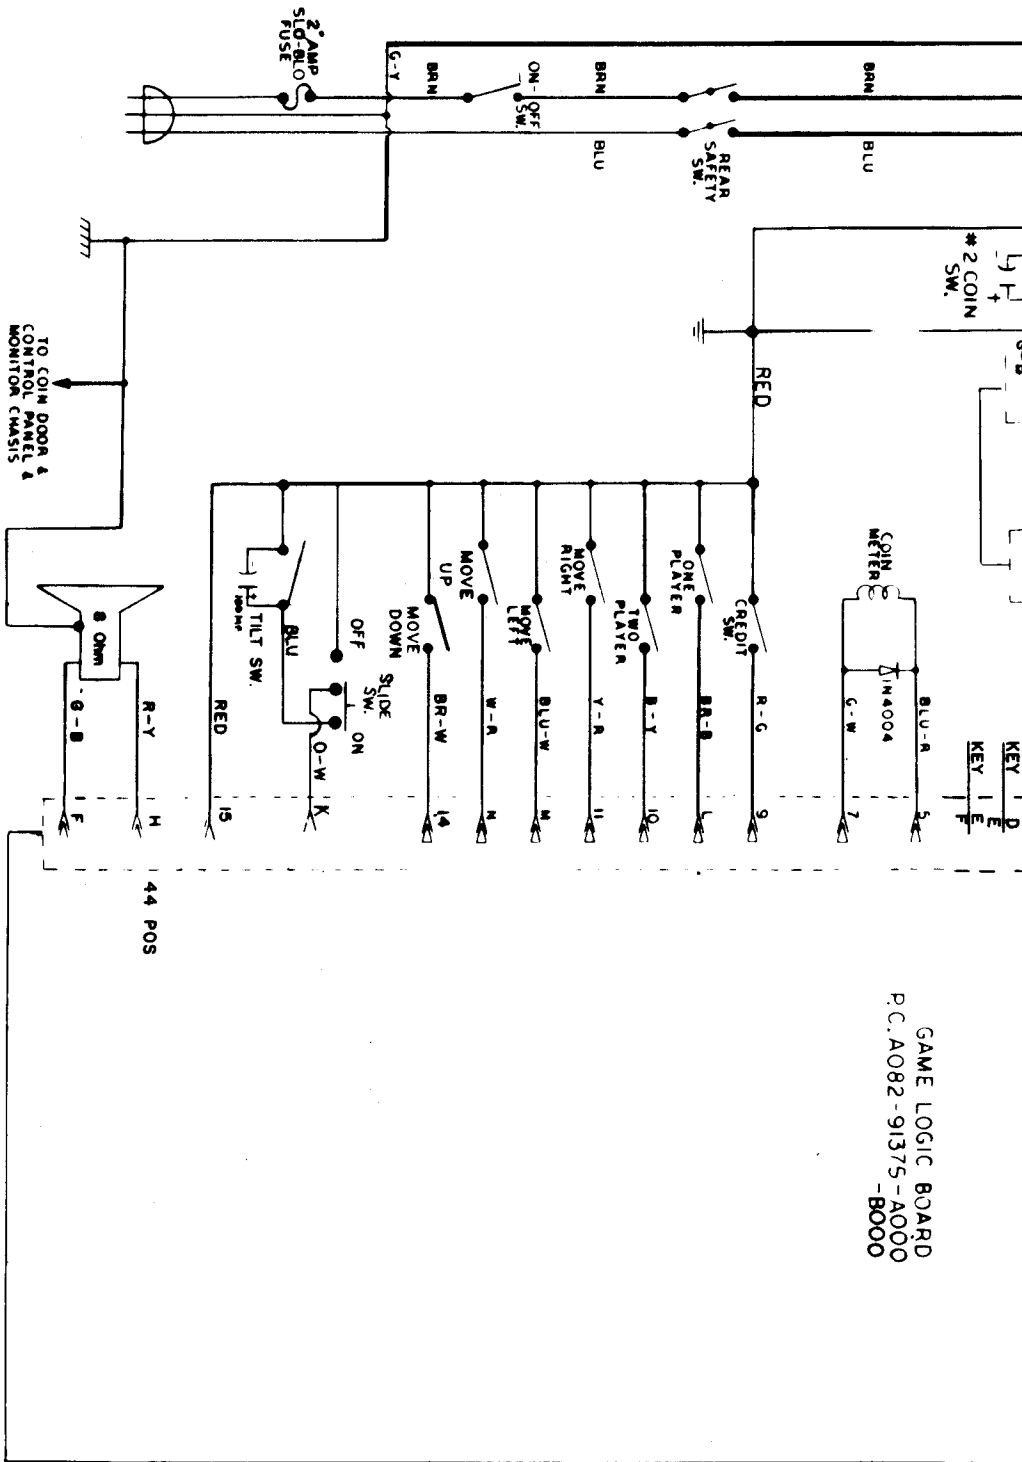 2 AMP
SLO-BLO
FUSE
G-Y
BRN
ON-OFF
SW.
BRN
BLU
REAR
SAFETY
SW.
BRN
BLU
#2 COIN
SW.
+
G-B
RED
TO COIN DOOR &
CONTROL PANEL &
MONITOR CHASIS
8 Ohm
G-B
R-Y
F
H
RED
15
TILT SW.
BLU
OFF
SLIDE
SW.
ON
O-W
K
MOVE
DOWN
BR-W
14
MOVE
UP
W-R
N
MOVE
LEFT
BLU-W
M
MOVE
RIGHT
Y-R
11
TWO
PLAYER
B-Y
10
ONE
PLAYER
BR-B
L
CREDIT
SW.
R-G
9
COIN
METER
1N4004
G-W
7
BLU-R
5
KEY D
E
KEY E
F
44 POS
GAME LOGIC BOARD
P.C. A082-91375-A000
-B000